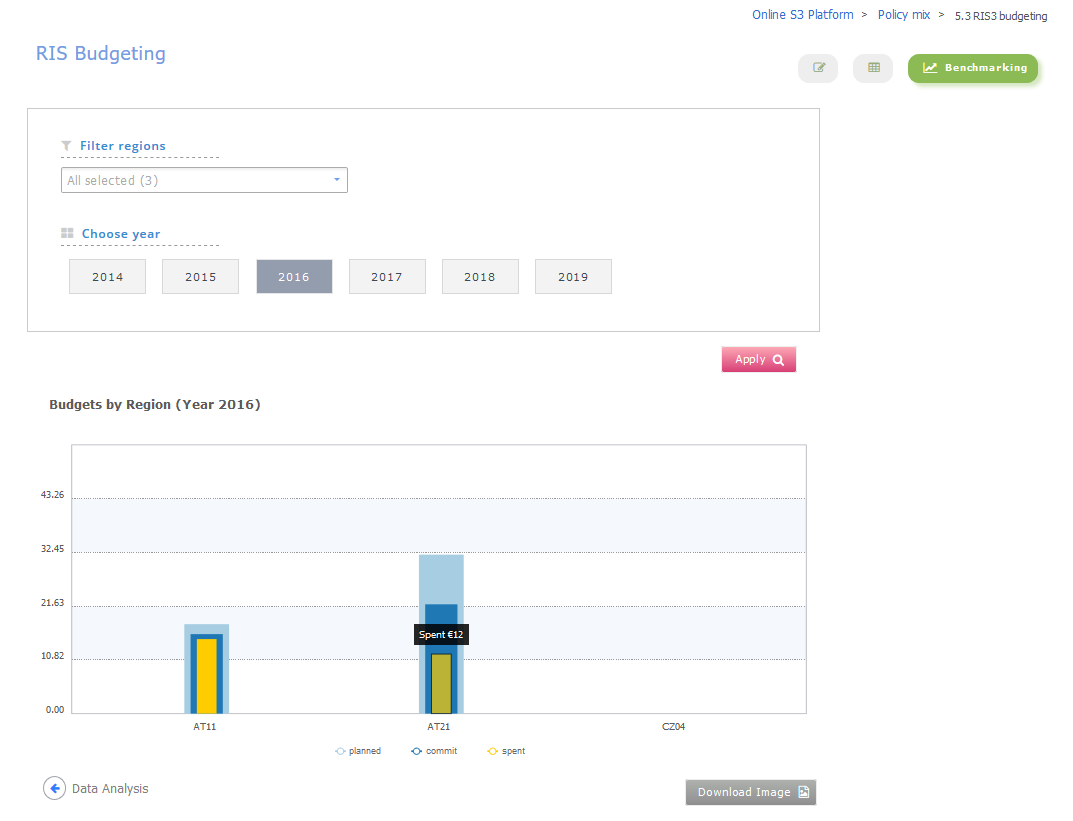 Online S3 Platform > Policy mix > 5.3 RIS3 budgeting
RIS Budgeting
Benchmarking
Filter regions
All selected (3)
Choose year
2014 2015 2016 2017 2018 2019
Apply
Budgets by Region (Year 2016)
43.26
32.45
21.63
Spent €12
10.82
0.00
AT11 AT21 CZ04
planned commit spent
Data Analysis
Download Image